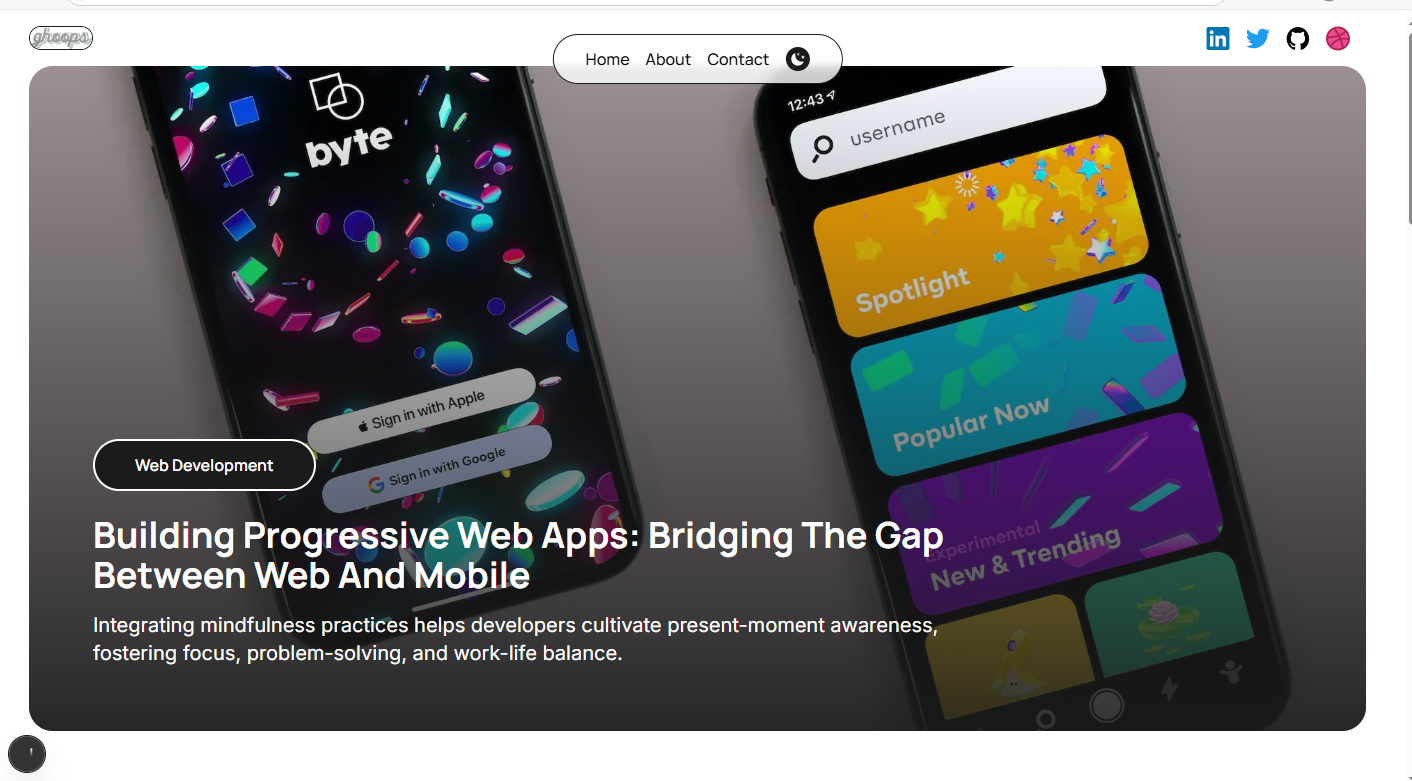 ghoops
Home About Contact
byte
Sign in with Apple
Sign in with Google
12:43
username
Spotlight
Popular Now
Experimental
New & Trending
Web Development
Building Progressive Web Apps: Bridging The Gap
Between Web And Mobile
Integrating mindfulness practices helps developers cultivate present-moment awareness,
fostering focus, problem-solving, and work-life balance.